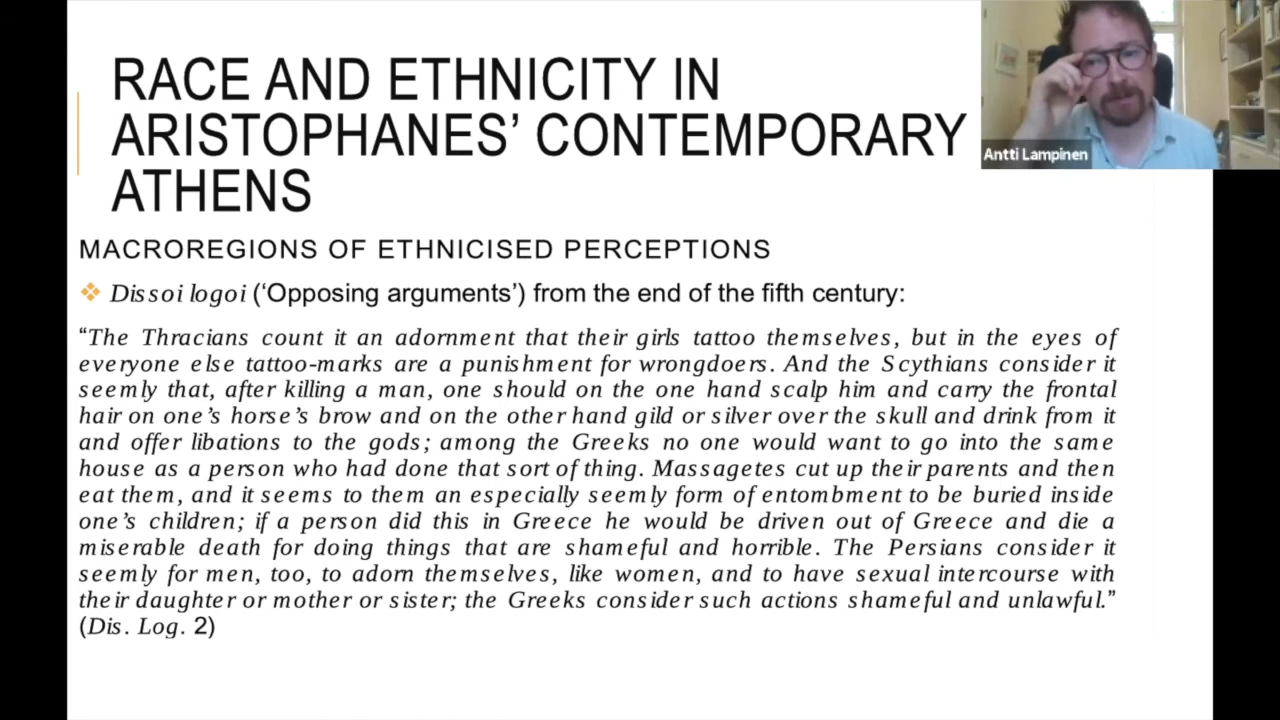 RACE AND ETHNICITY IN
ARISTOPHANES’ CONTEMPORARY
ATHENS
Antti Lampinen
MACROREGIONS OF ETHNICISED PERCEPTIONS
Dissoi logoi (‘Opposing arguments’) from the end of the fifth century:
“The Thracians count it an adornment that their girls tattoo themselves, but in the eyes of
everyone else tattoo-marks are a punishment for wrongdoers. And the Scythians consider it
seemly that, after killing a man, one should on the one hand scalp him and carry the frontal
hair on one’s horse’s brow and on the other hand gild or silver over the skull and drink from it
and offer libations to the gods; among the Greeks no one would want to go into the same
house as a person who had done that sort of thing. Massagetes cut up their parents and then
eat them, and it seems to them an especially seemly form of entombment to be buried inside
one’s children; if a person did this in Greece he would be driven out of Greece and die a
miserable death for doing things that are shameful and horrible. The Persians consider it
seemly for men, too, to adorn themselves, like women, and to have sexual intercourse with
their daughter or mother or sister; the Greeks consider such actions shameful and unlawful.”
(Dis. Log. 2)